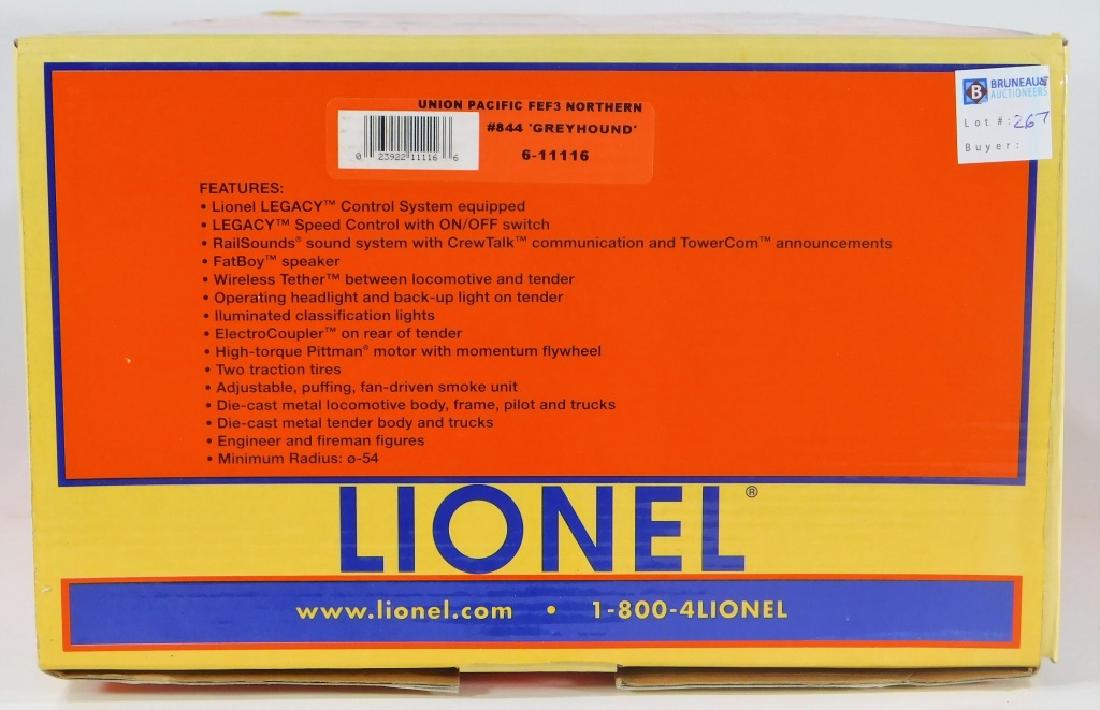 UNION PACIFIC FEF3 NORTHERN
#844 'GREYHOUND'
6-11116
0 23922 11116 6
BRUNEAU & CO.
AUCTIONEERS
Lot #: 267
Buyer:
FEATURES:
• Lionel LEGACY™ Control System equipped
• LEGACY™ Speed Control with ON/OFF switch
• RailSounds® sound system with CrewTalk™ communication and TowerCom™ announcements
• FatBoy™ speaker
• Wireless Tether™ between locomotive and tender
• Operating headlight and back-up light on tender
• Iluminated classification lights
• ElectroCoupler™ on rear of tender
• High-torque Pittman® motor with momentum flywheel
• Two traction tires
• Adjustable, puffing, fan-driven smoke unit
• Die-cast metal locomotive body, frame, pilot and trucks
• Die-cast metal tender body and trucks
• Engineer and fireman figures
• Minimum Radius: o-54
LIONEL®
www.lionel.com • 1-800-4LIONEL